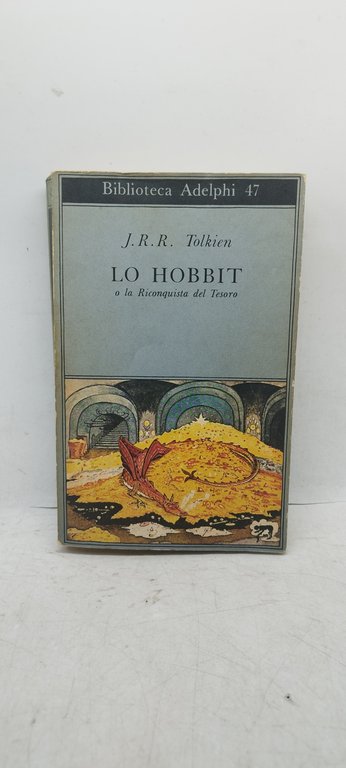 Biblioteca Adelphi 47
J. R. R. Tolkien
LO HOBBIT
o la Riconquista del Tesoro